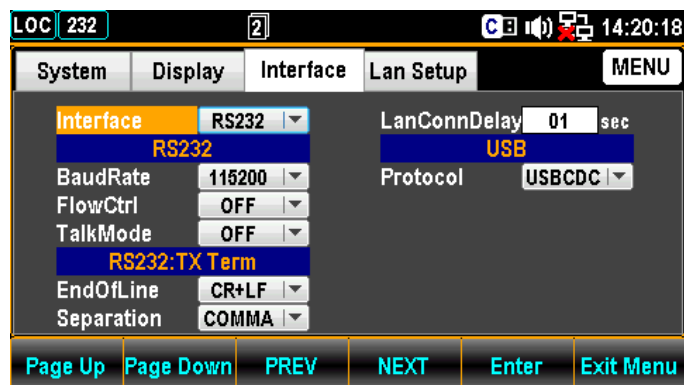 LOC 232 2 C 14:20:18
System Display Interface Lan Setup MENU
Interface RS232 LanConnDelay 01 sec
RS232 USB
BaudRate 115200 Protocol USBCDC
FlowCtrl OFF
TalkMode OFF
RS232:TX Term
EndOfLine CR+LF
Separation COMMA
Page Up Page Down PREV NEXT Enter Exit Menu